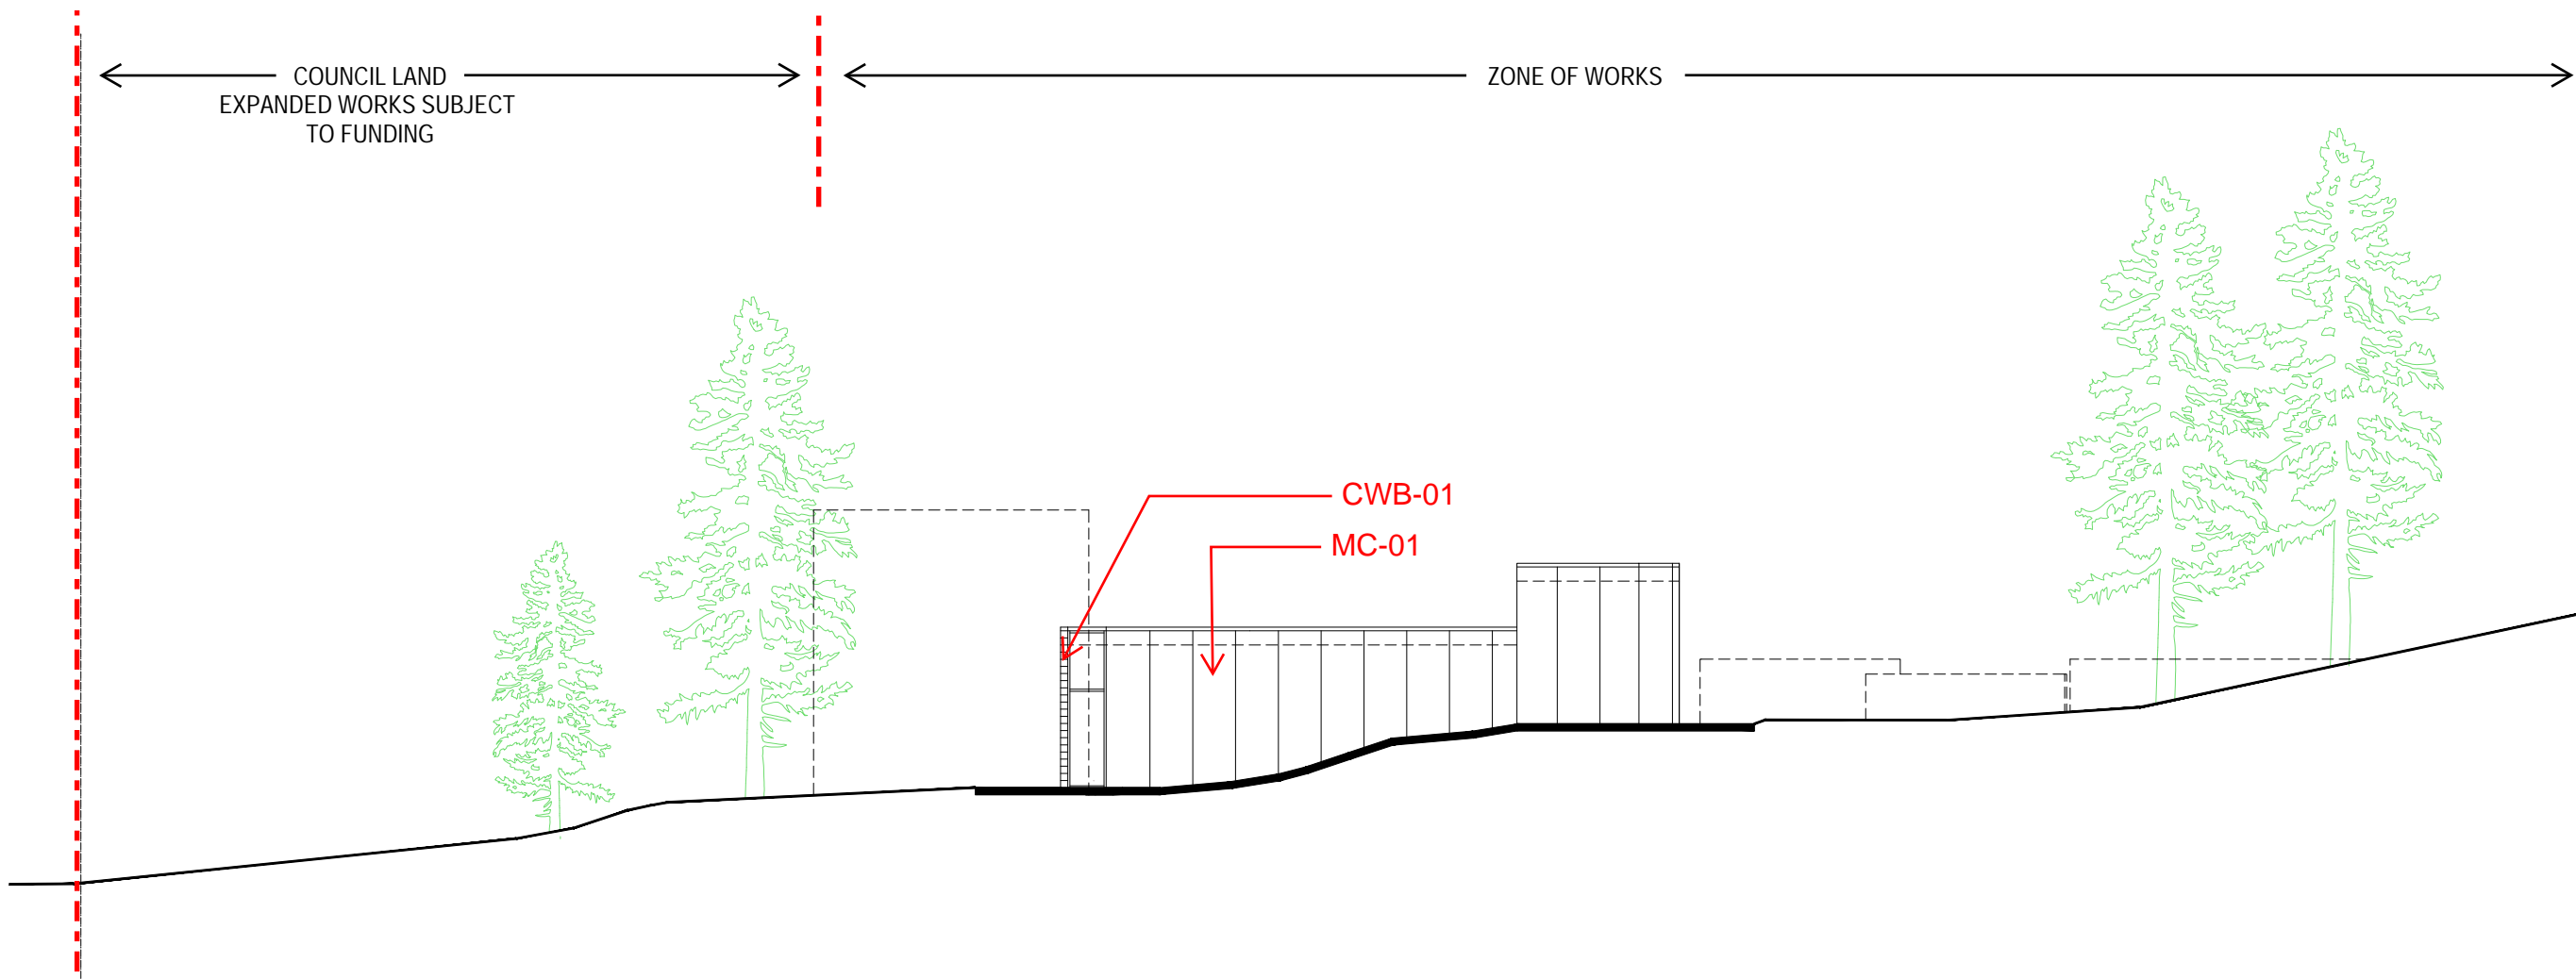 COUNCIL LAND
EXPANDED WORKS SUBJECT
TO FUNDING
ZONE OF WORKS
CWB-01
MC-01